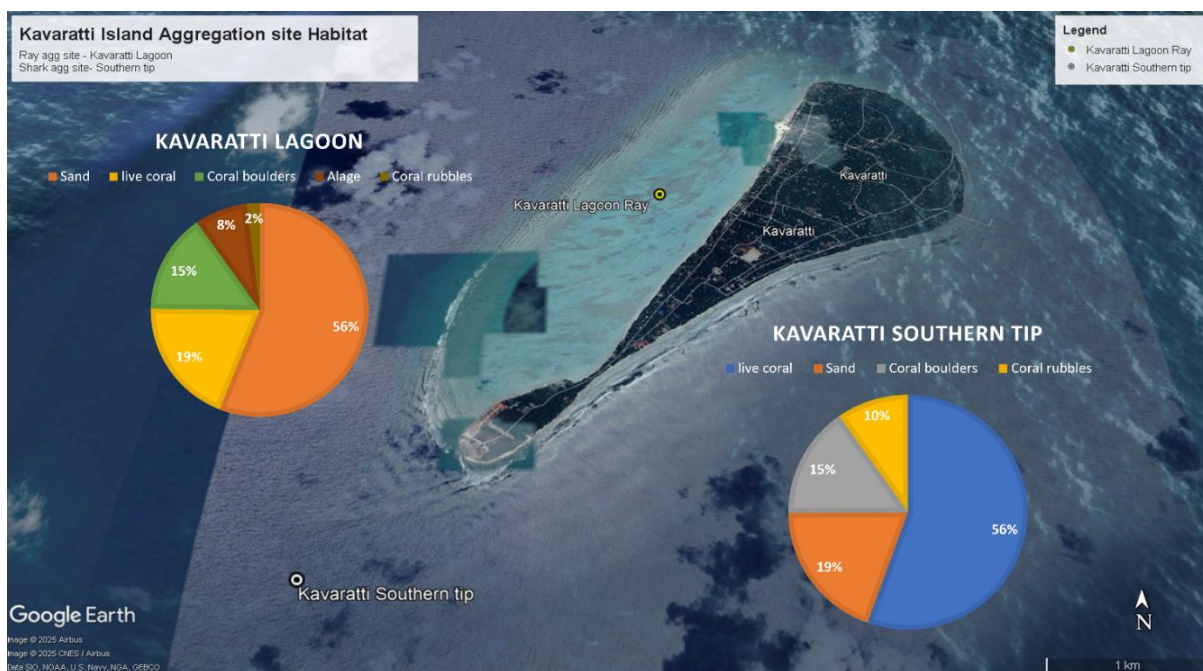 Kavaratti Island Aggregation site Habitat
Ray agg site - Kavaratti Lagoon
Shark agg site- Southern tip
Legend
Kavaratti Lagoon Ray
Kavaratti Southern tip
KAVARATTI LAGOON
Sand live coral Coral boulders Alage Coral rubbles
2%
8%
15%
19%
56%
Kavaratti Lagoon Ray
Kavaratti
Kavaratti
KAVARATTI SOUTHERN TIP
live coral Sand Coral boulders Coral rubbles
10%
15%
19%
56%
Kavaratti Southern tip
Google Earth
Image © 2025 Airbus
Image © 2025 CNES / Airbus
Data SIO, NOAA, U.S. Navy, NGA, GEBCO
N
1 km